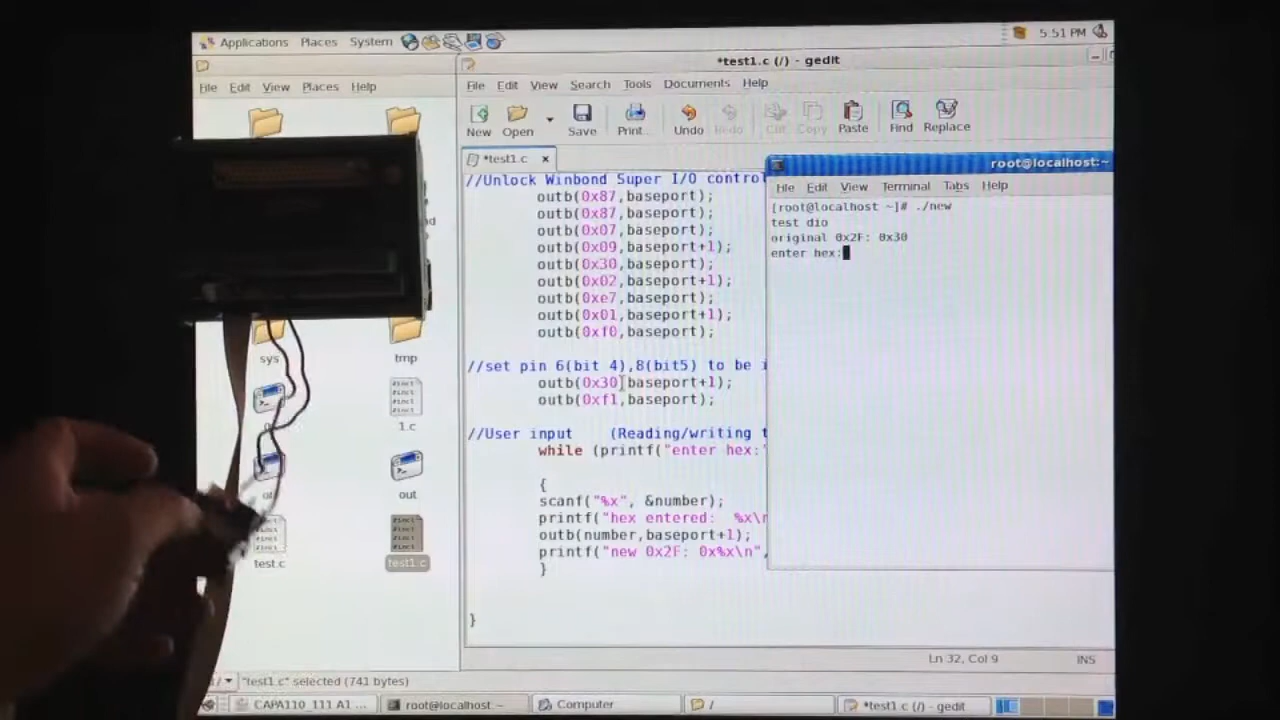 Applications Places System
5:51 PM
*test1.c (/) - gedit
File Edit View Places Help
File Edit View Search Tools Documents Help
New Open Save Print... Undo Redo Cut Copy Paste Find Replace
*test1.c x
root@localhost:~
File Edit View Terminal Tabs Help
[root@localhost ~]# ./new
test dio
original 0x2F: 0x30
enter hex:
//Unlock Winbond Super I/O control
outb(0x87,baseport);
outb(0x87,baseport);
outb(0x07,baseport);
outb(0x09,baseport+1);
outb(0x30,baseport);
outb(0x02,baseport+1);
outb(0xe7,baseport);
outb(0x01,baseport+1);
outb(0xf0,baseport);
//set pin 6(bit 4),8(bit5) to be i
outb(0x30,baseport+1);
outb(0xf1,baseport);
//User input (Reading/writing t
while (printf("enter hex:"
{
scanf("%x", &number);
printf("hex entered: %x\n
outb(number,baseport+1);
printf("new 0x2F: 0x%x\n",
}
}
sys
tmp
1.c
out
test.c
test1.c
Ln 32, Col 9
INS
/
"test1.c" selected (741 bytes)
CAPA110_111 A1 ...
root@localhost:~
Computer
/
*test1.c (/) - gedit